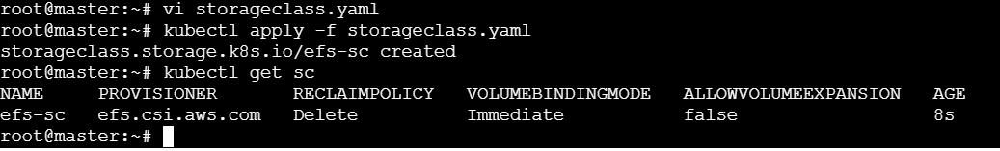 root@master:~# vi storageclass.yaml
root@master:~# kubectl apply -f storageclass.yaml
storageclass.storage.k8s.io/efs-sc created
root@master:~# kubectl get sc
NAME     PROVISIONER       RECLAIMPOLICY   VOLUMEBINDINGMODE   ALLOWVOLUMEEXPANSION   AGE
efs-sc   efs.csi.aws.com   Delete          Immediate           false                  8s
root@master:~#